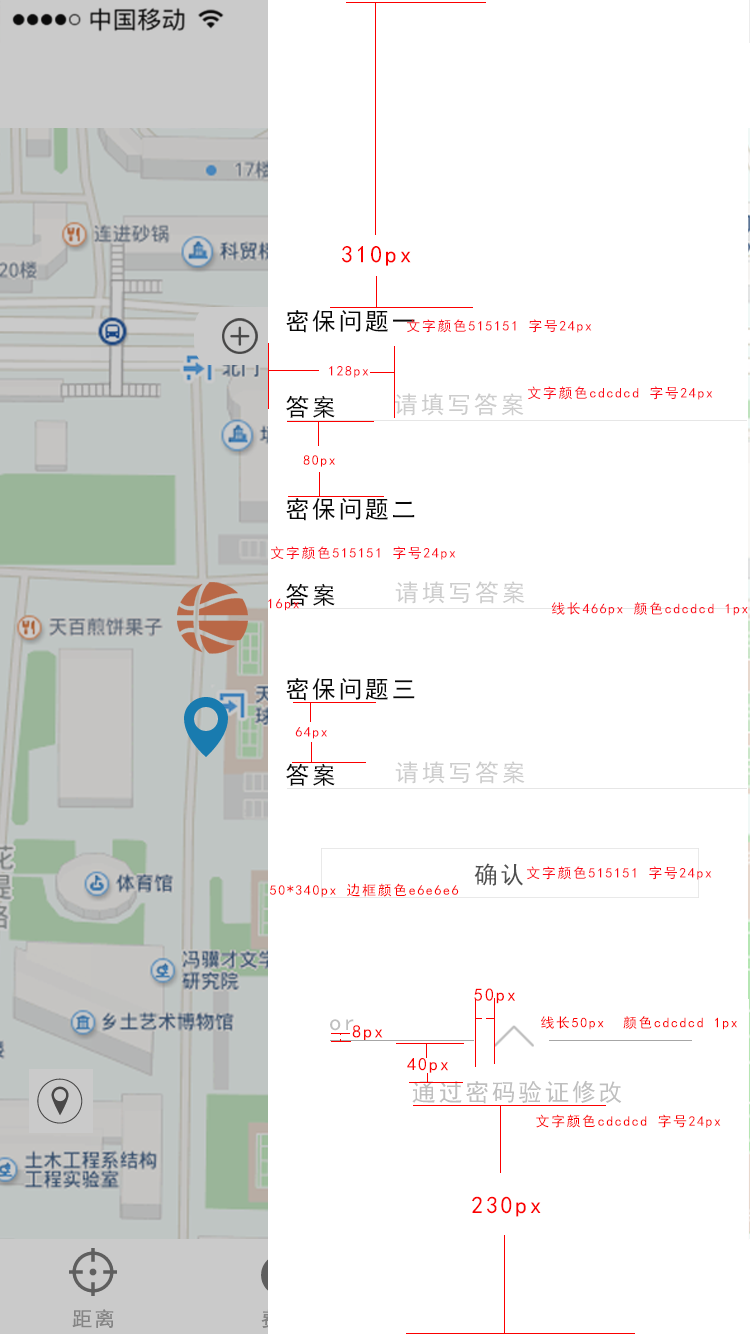 中国移动
17楼
连进砂锅
科贸
20楼
310px
密保问题一
文字颜色515151 字号24px
128px
文字颜色cdcdcd 字号24px
答案
请填写答案
80px
密保问题二
文字颜色515151 字号24px
答案
请填写答案
16px
线长466px 颜色cdcdcd 1px
天百煎饼果子
密保问题三
天
球
64px
答案
请填写答案
体育馆
确认
文字颜色515151 字号24px
50*340px 边框颜色e6e6e6
冯骥才文学
研究院
乡土艺术博物馆
50px
or
8px
线长50px 颜色cdcdcd 1px
40px
通过密码验证修改
文字颜色cdcdcd 字号24px
土木工程系结构
工程实验室
230px
距离